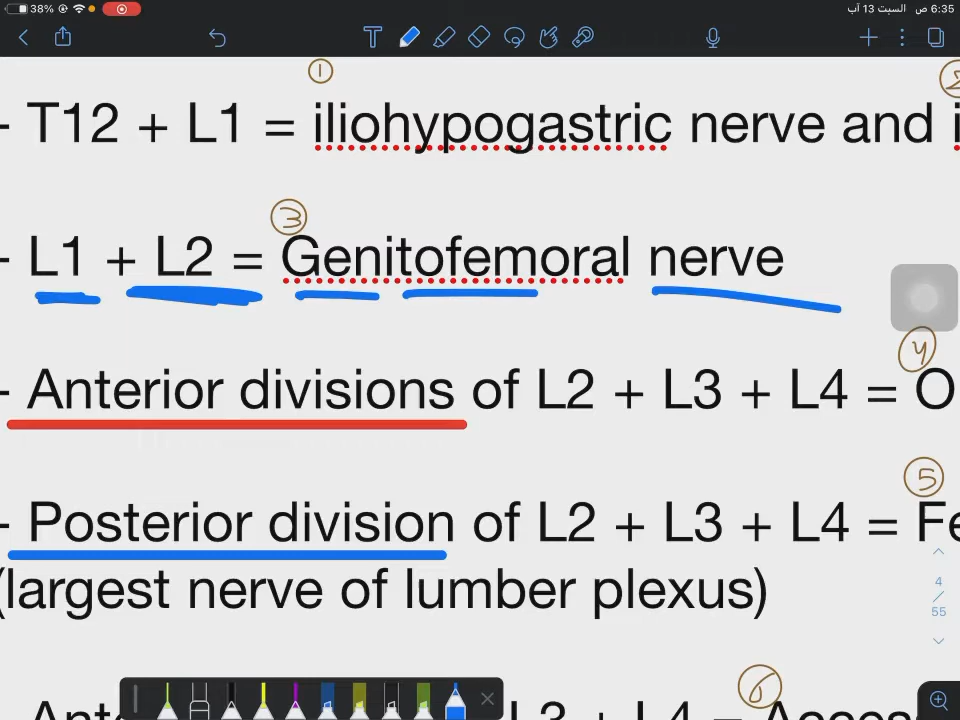 38% 6:35 ص السبت 13 آب
①
- T12 + L1 = iliohypogastric nerve and i
③
- L1 + L2 = Genitofemoral nerve
④
- Anterior divisions of L2 + L3 + L4 = O
⑤
- Posterior division of L2 + L3 + L4 = Fe
(largest nerve of lumber plexus)
4
/
55
⑥